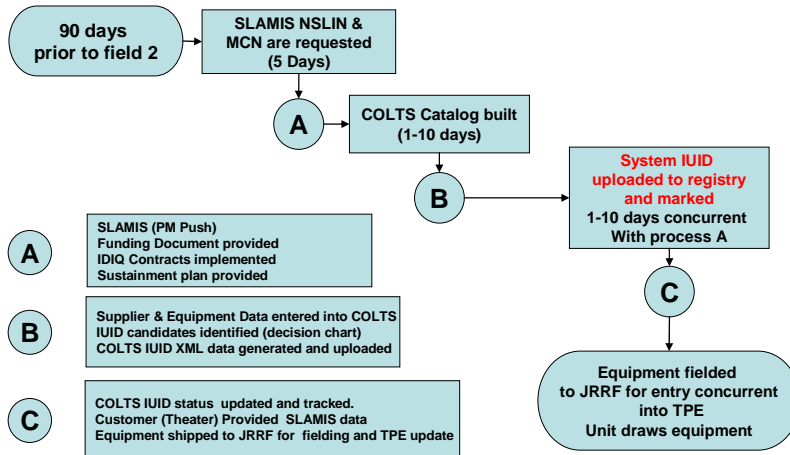 90 days
prior to field 2
SLAMIS NSLIN &
MCN are requested
(5 Days)
A
COLTS Catalog built
(1-10 days)
B
System IUID
uploaded to registry
and marked
1-10 days concurrent
With process A
C
Equipment fielded
to JRRF for entry concurrent
into TPE
Unit draws equipment
A
SLAMIS (PM Push)
Funding Document provided
IDIQ Contracts implemented
Sustainment plan provided
B
Supplier & Equipment Data entered into COLTS
IUID candidates identified (decision chart)
COLTS IUID XML data generated and uploaded
C
COLTS IUID status updated and tracked.
Customer (Theater) Provided SLAMIS data
Equipment shipped to JRRF for fielding and TPE update